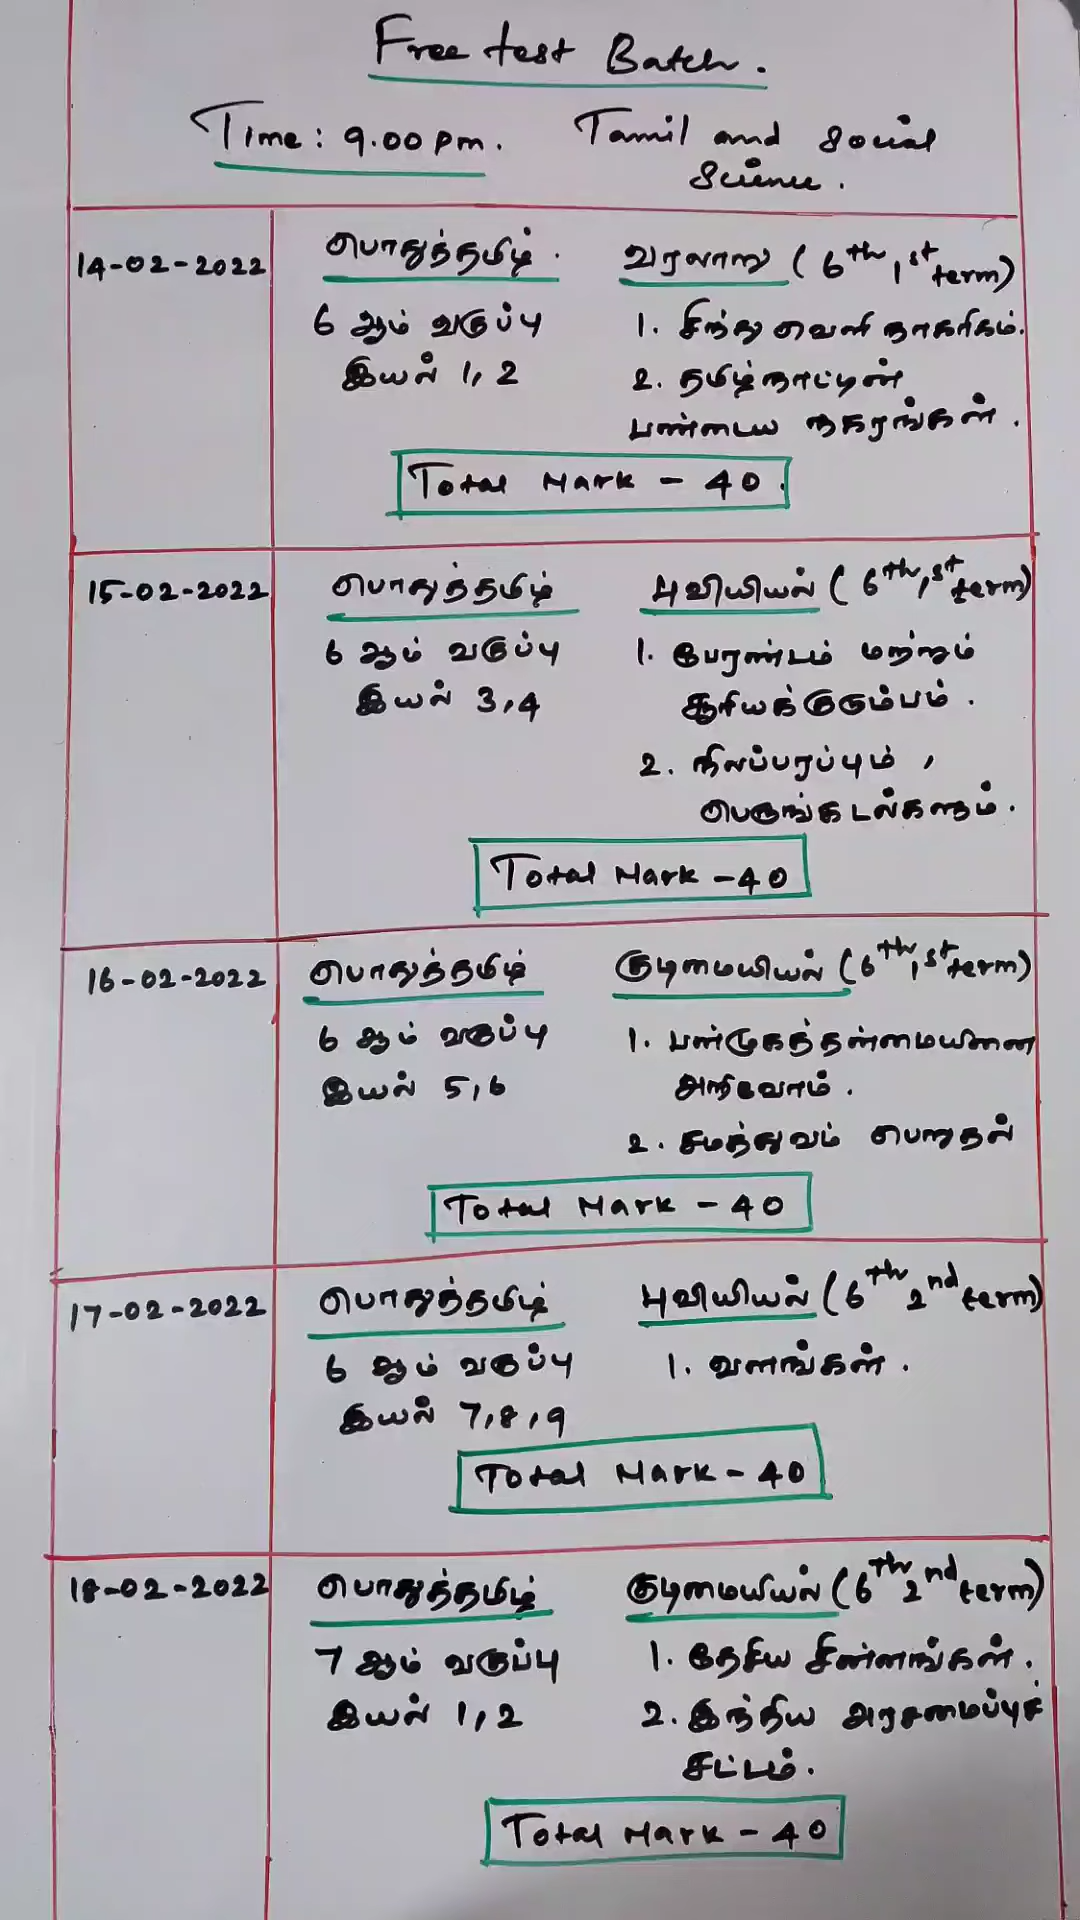 Free test Batch.
Time: 9.00 pm. Tamil and Social
Science.
14-02-2022 பொதுத்தமிழ். வரலாறு (6th, 1st term)
6 ஆம் வகுப்பு 1. சிந்து வெளி நாகரிகம்.
இயல் 1, 2 2. தமிழ்நாட்டின்
பண்டைய நகரங்கள்.
Total Mark - 40.
15-02-2022 பொதுத்தமிழ் புவியியல் (6th, 1st term)
6 ஆம் வகுப்பு 1. பேரண்டம் மற்றும்
இயல் 3,4 சூரியக்குடும்பம்.
2. நிலப்பரப்பும்,
பெருங்கடல்களும்.
Total Mark - 40
16-02-2022 பொதுத்தமிழ் குடிமையியல் (6th, 1st term)
6 ஆம் வகுப்பு 1. பன்முகத்தன்மையினை
இயல் 5,6 அறிவோம்.
2. சமத்துவம் பெறுதல்
Total Mark - 40
17-02-2022 பொதுத்தமிழ் புவியியல் (6th 2nd term)
6 ஆம் வகுப்பு 1. வளங்கள்.
இயல் 7,8,9
Total Mark - 40
18-02-2022 பொதுத்தமிழ் குடிமையியல் (6th 2nd term)
7 ஆம் வகுப்பு 1. தேசிய சின்னங்கள்.
இயல் 1,2 2. இந்திய அரசமைப்புச்
சட்டம்.
Total Mark - 40